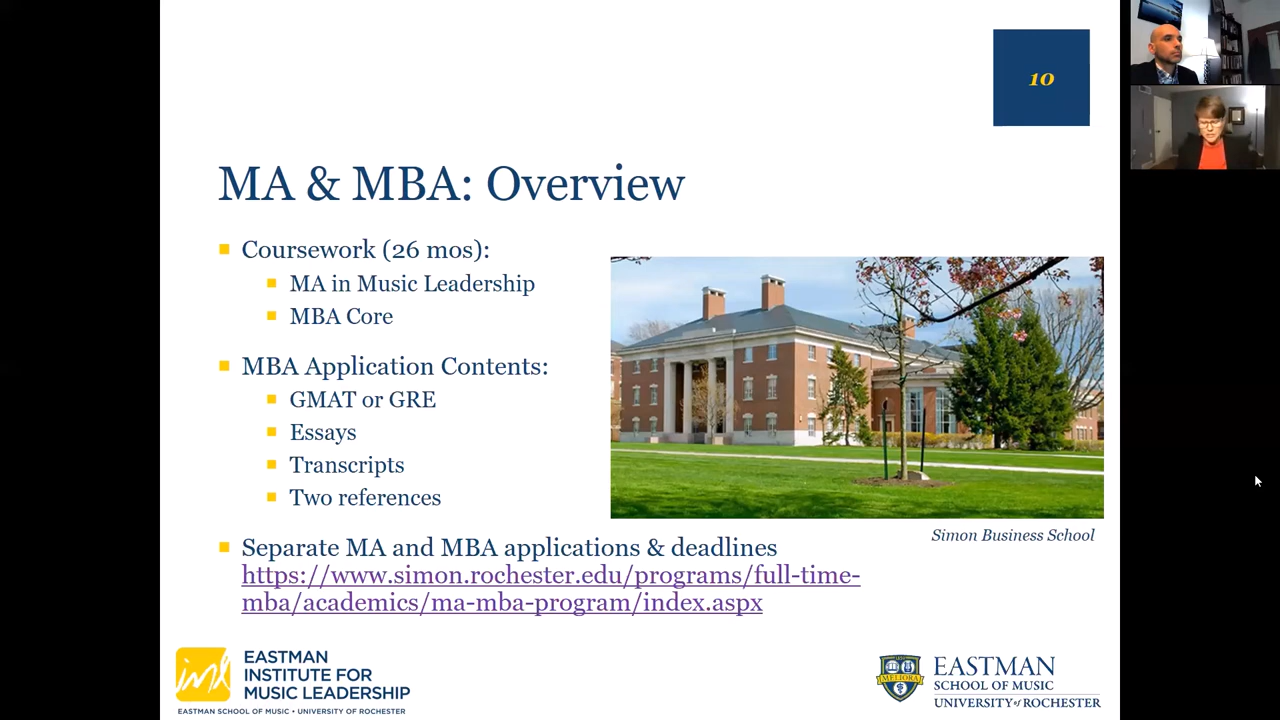 10
MA & MBA: Overview
Coursework (26 mos):
MA in Music Leadership
MBA Core
MBA Application Contents:
GMAT or GRE
Essays
Transcripts
Two references
Simon Business School
Separate MA and MBA applications & deadlines
https://www.simon.rochester.edu/programs/full-time-
mba/academics/ma-mba-program/index.aspx
iml
EASTMAN
INSTITUTE FOR
MUSIC LEADERSHIP
EASTMAN SCHOOL OF MUSIC • UNIVERSITY OF ROCHESTER
MELIORA
EASTMAN
SCHOOL OF MUSIC
UNIVERSITY of ROCHESTER